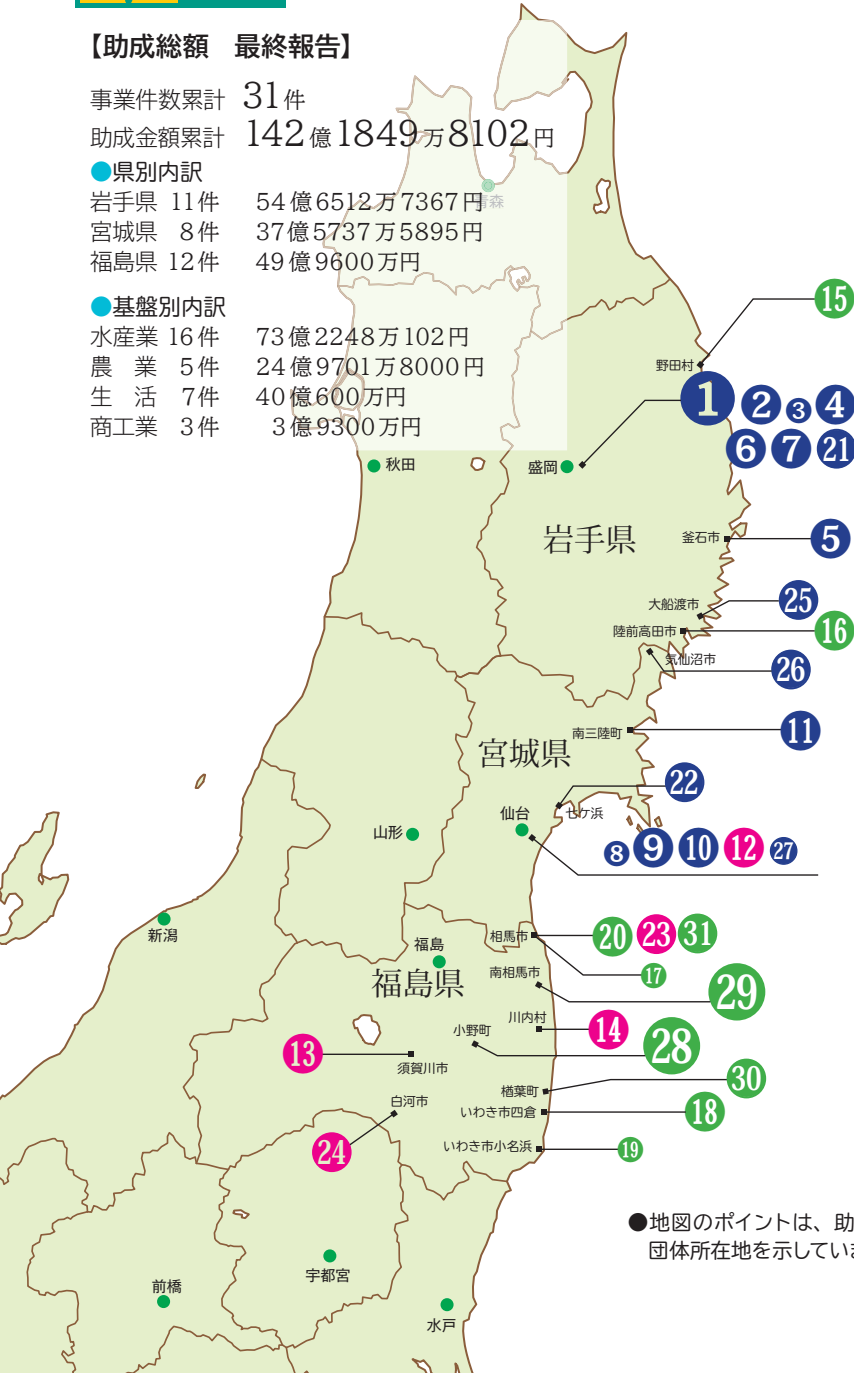 【助成総額　最終報告】
事業件数累計 31件
助成金額累計 142億1849万8102円
●県別内訳
岩手県 11件 54億6512万7367円
宮城県 8件 37億5737万5895円
福島県 12件 49億9600万円
●基盤別内訳
水産業 16件 73億2248万102円
農　業 5件 24億9701万8000円
生　活 7件 40億600万円
商工業 3件 3億9300万円
青森
15
野田村
1 2 3 4
6 7 21
秋田
盛岡
岩手県
釜石市
5
大船渡市
25
陸前高田市
16
気仙沼市
26
南三陸町
11
宮城県
22
仙台
七ケ浜
山形
8 9 10 12 27
新潟
福島
相馬市
20 23 31
福島県
南相馬市
17
29
川内村
14
小野町
28
13
須賀川市
楢葉町
30
白河市
いわき市四倉
18
24
いわき市小名浜
19
●地図のポイントは、助
団体所在地を示していま
宇都宮
前橋
水戸